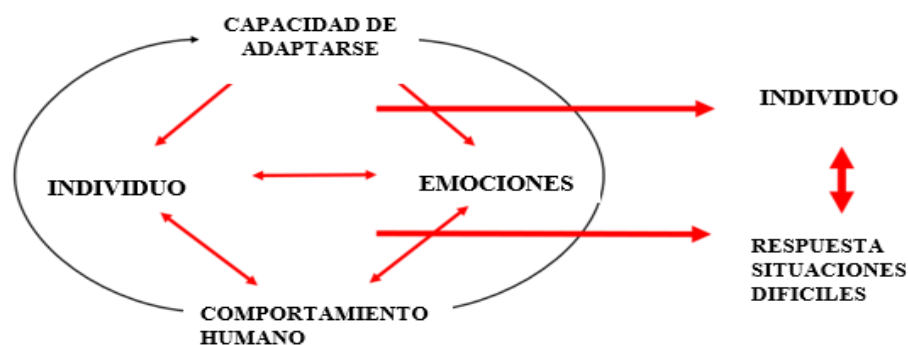 CAPACIDAD DE
ADAPTARSE
INDIVIDUO
INDIVIDUO
EMOCIONES
RESPUESTA
SITUACIONES
DIFICILES
COMPORTAMIENTO
HUMANO